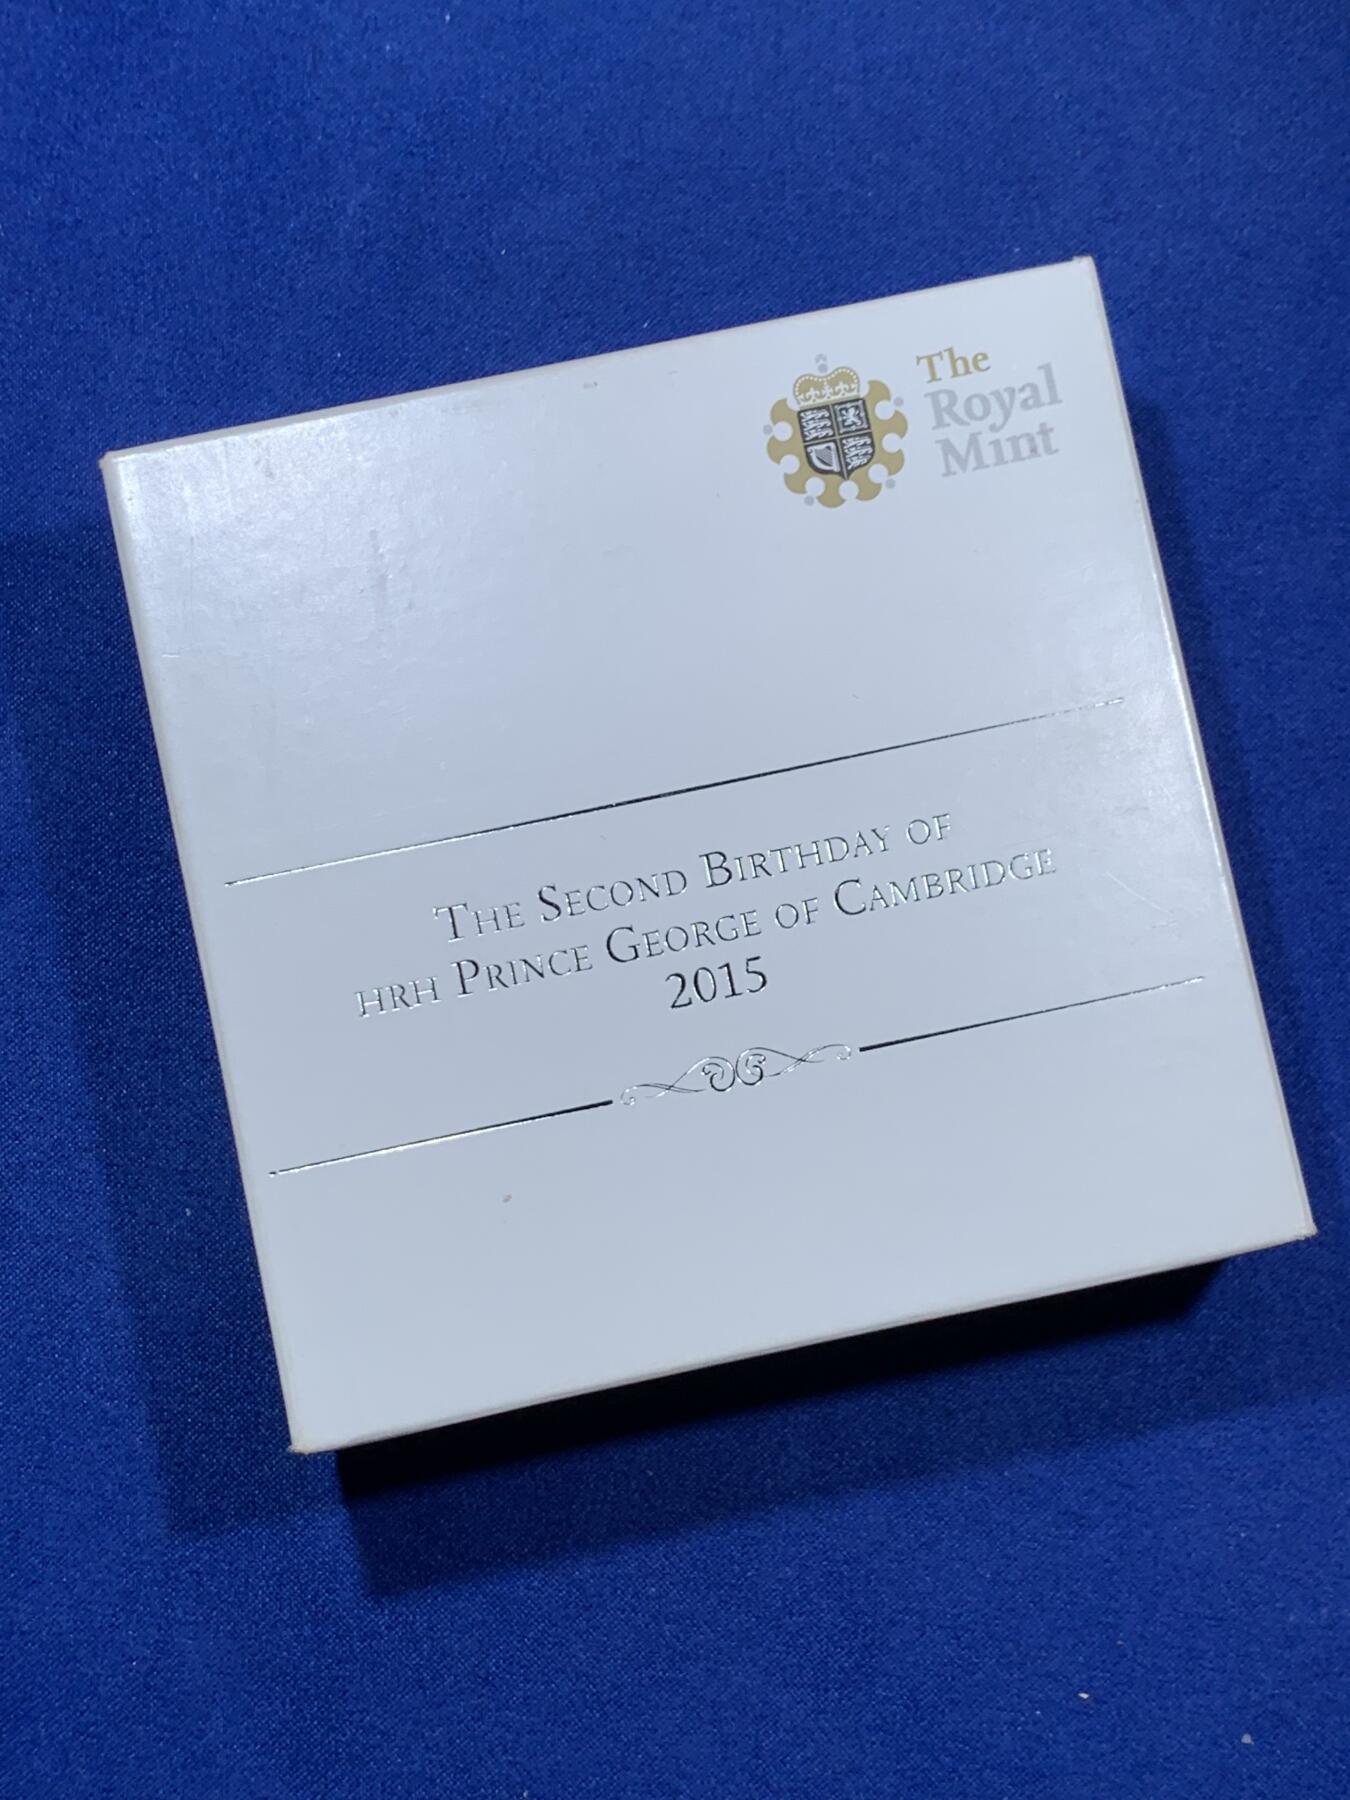 The
Royal
Mint
The Second Birthday of
HRH Prince George of Cambridge
2015